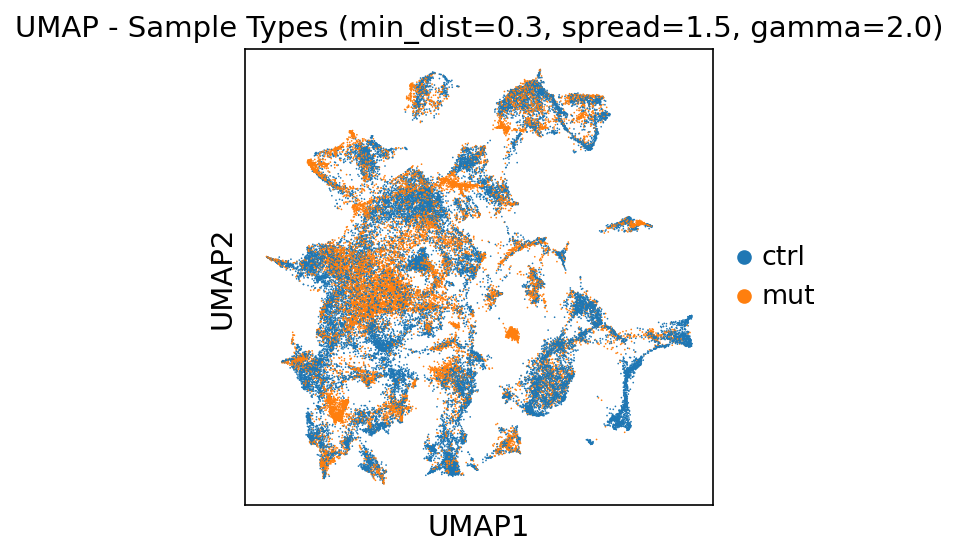 UMAP - Sample Types (min_dist=0.3, spread=1.5, gamma=2.0)
UMAP2
ctrl
mut
UMAP1